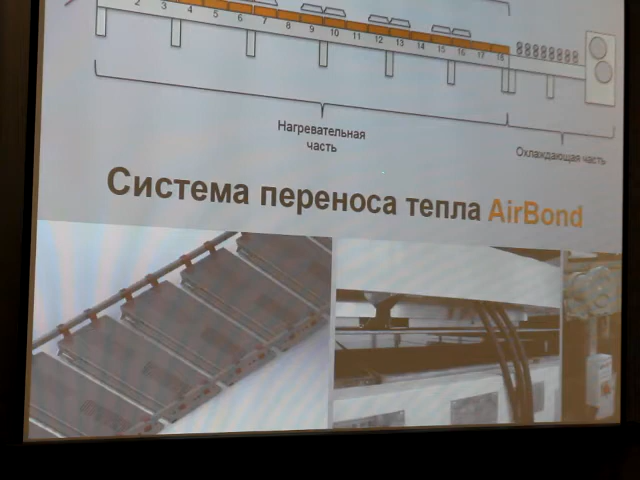 2 3 4 5 6 7 8 9 10 11 12 13 14 15 16 17 18
Нагревательная
часть
Охлаждающая часть
Система переноса тепла AirBond